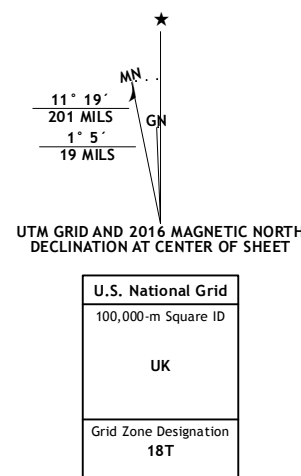 ★
MN
GN
11° 19´
201 MILS
1° 5´
19 MILS
UTM GRID AND 2016 MAGNETIC NORTH
DECLINATION AT CENTER OF SHEET
U.S. National Grid
100,000-m Square ID
UK
Grid Zone Designation
18T